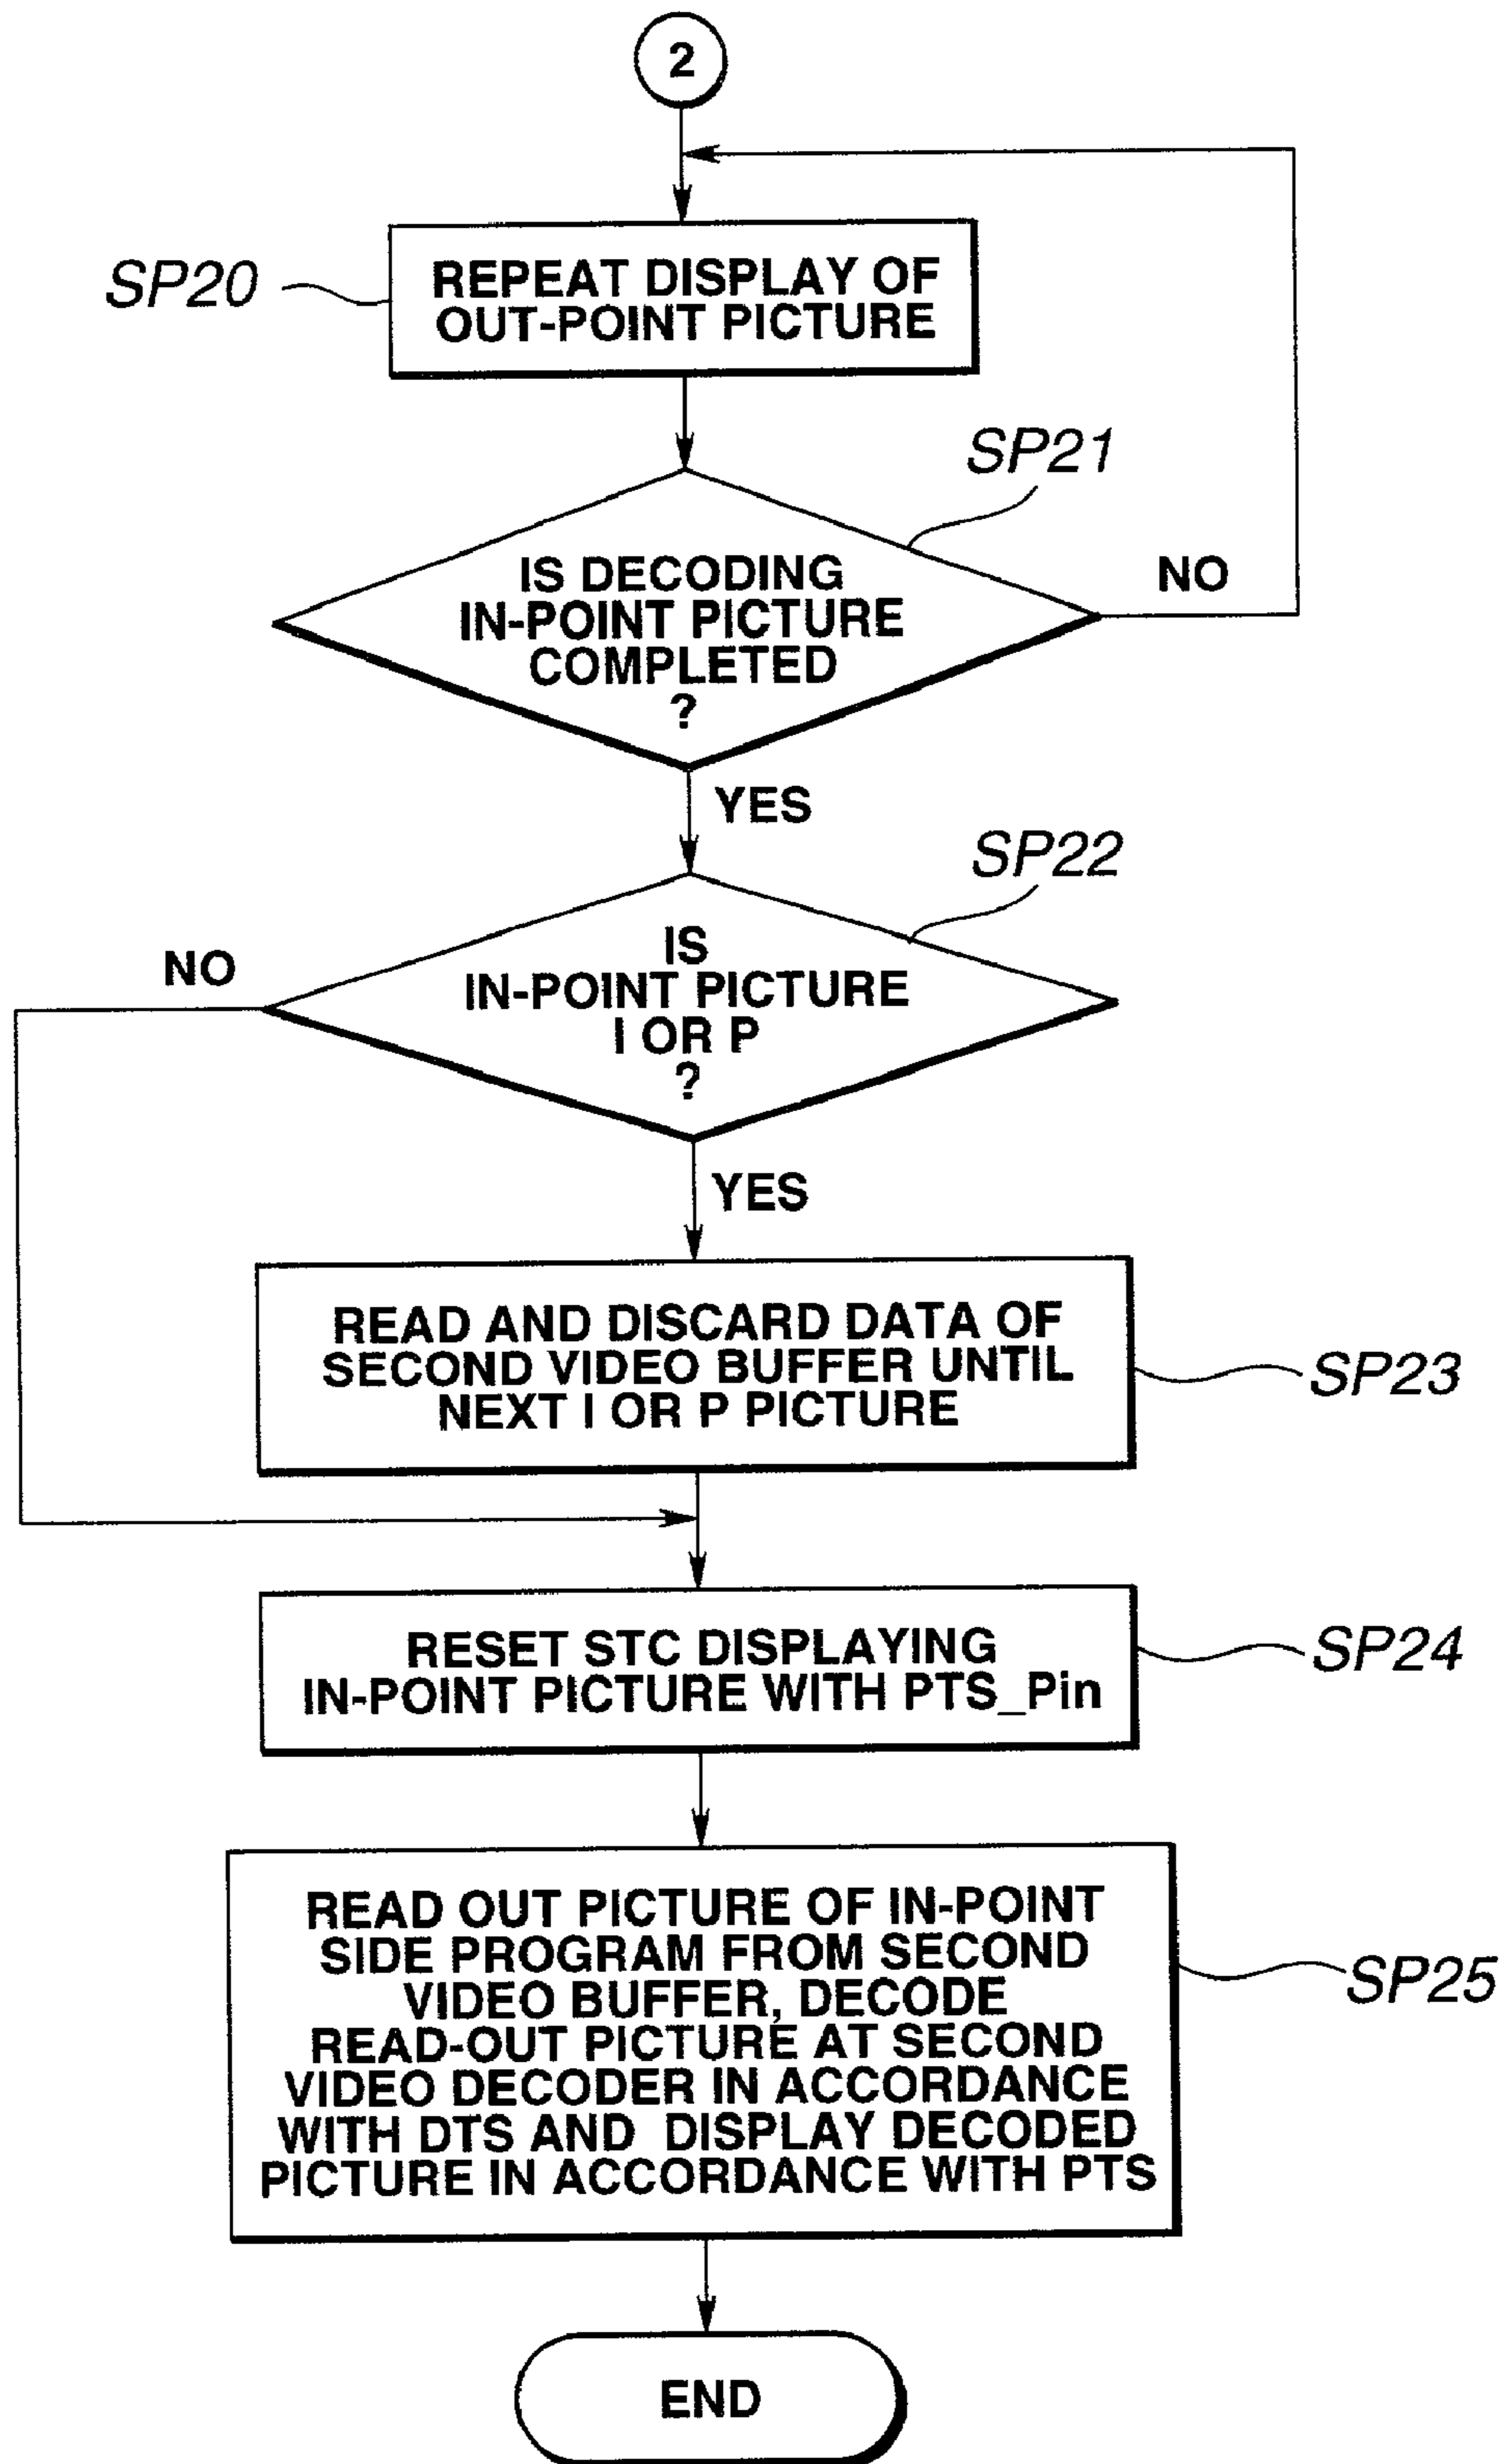 2
SP20
REPEAT DISPLAY OF
OUT-POINT PICTURE
SP21
IS DECODING
IN-POINT PICTURE
COMPLETED
?
NO
YES
SP22
IS
IN-POINT PICTURE
I OR P
?
NO
YES
READ AND DISCARD DATA OF
SECOND VIDEO BUFFER UNTIL
NEXT I OR P PICTURE
SP23
RESET STC DISPLAYING
IN-POINT PICTURE WITH PTS_Pin
SP24
READ OUT PICTURE OF IN-POINT
SIDE PROGRAM FROM SECOND
VIDEO BUFFER, DECODE
READ-OUT PICTURE AT SECOND
VIDEO DECODER IN ACCORDANCE
WITH DTS AND DISPLAY DECODED
PICTURE IN ACCORDANCE WITH PTS
SP25
END